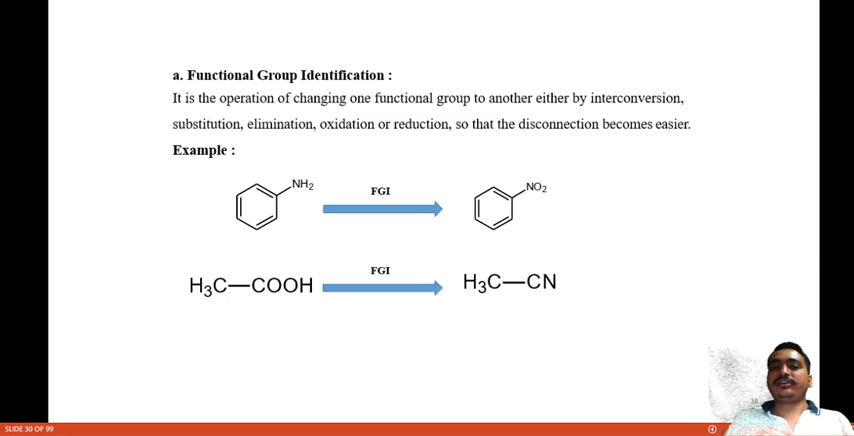 a. Functional Group Identification :
It is the operation of changing one functional group to another either by interconversion,
substitution, elimination, oxidation or reduction, so that the disconnection becomes easier.
Example :
NH2
FGI
NO2
FGI
H3C—COOH
H3C—CN
SLIDE 30 OF 99